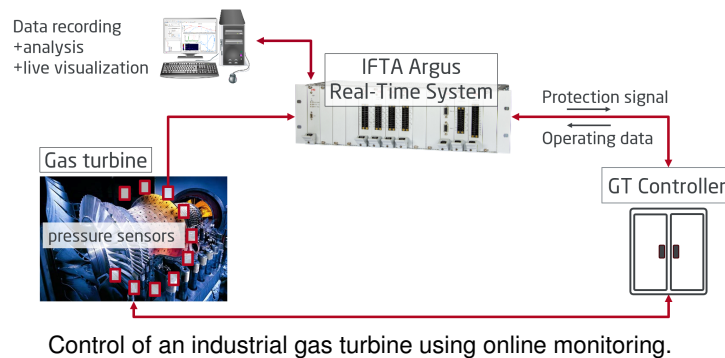 Data recording
+analysis
+live visualization
IFTA Argus
Real-Time System
Protection signal
Operating data
Gas turbine
GT Controller
pressure sensors
Control of an industrial gas turbine using online monitoring.